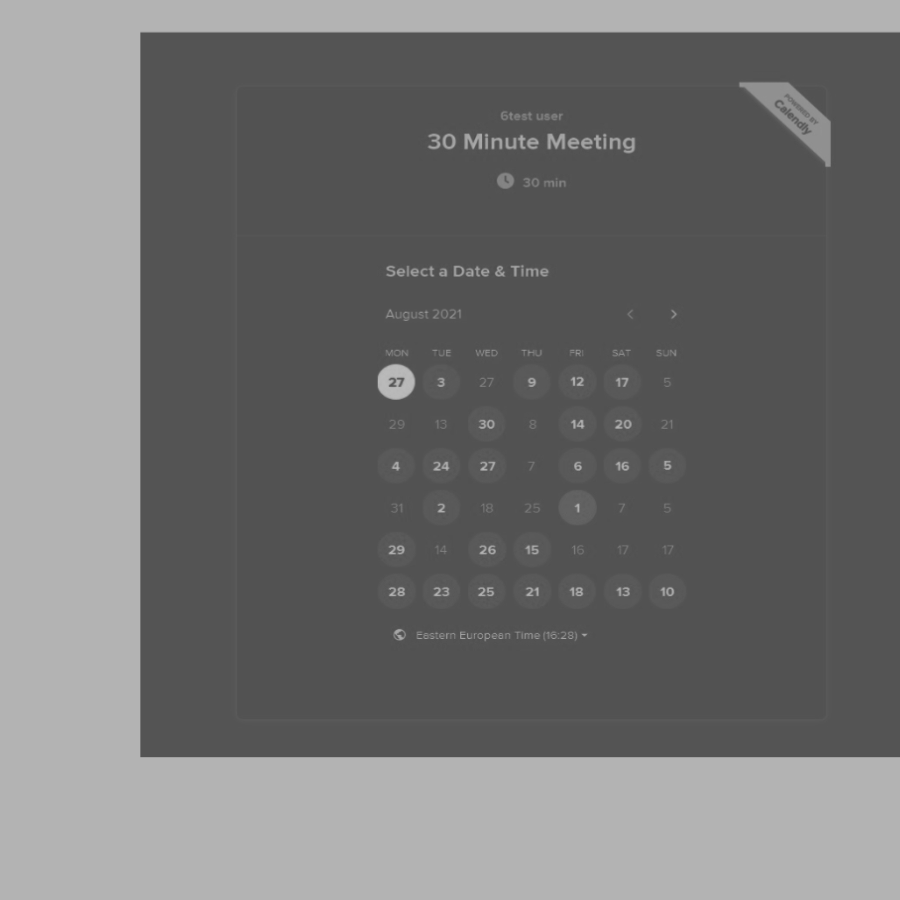 POWERED BY
Calendly
6test user
30 Minute Meeting
30 min
Select a Date & Time
August 2021
MON TUE WED THU FRI SAT SUN
27 3 27 9 12 17 5
29 13 30 8 14 20 21
4 24 27 7 6 16 5
31 2 18 25 1 7 5
29 14 26 15 16 17 17
28 23 25 21 18 13 10
Eastern European Time (16:28)